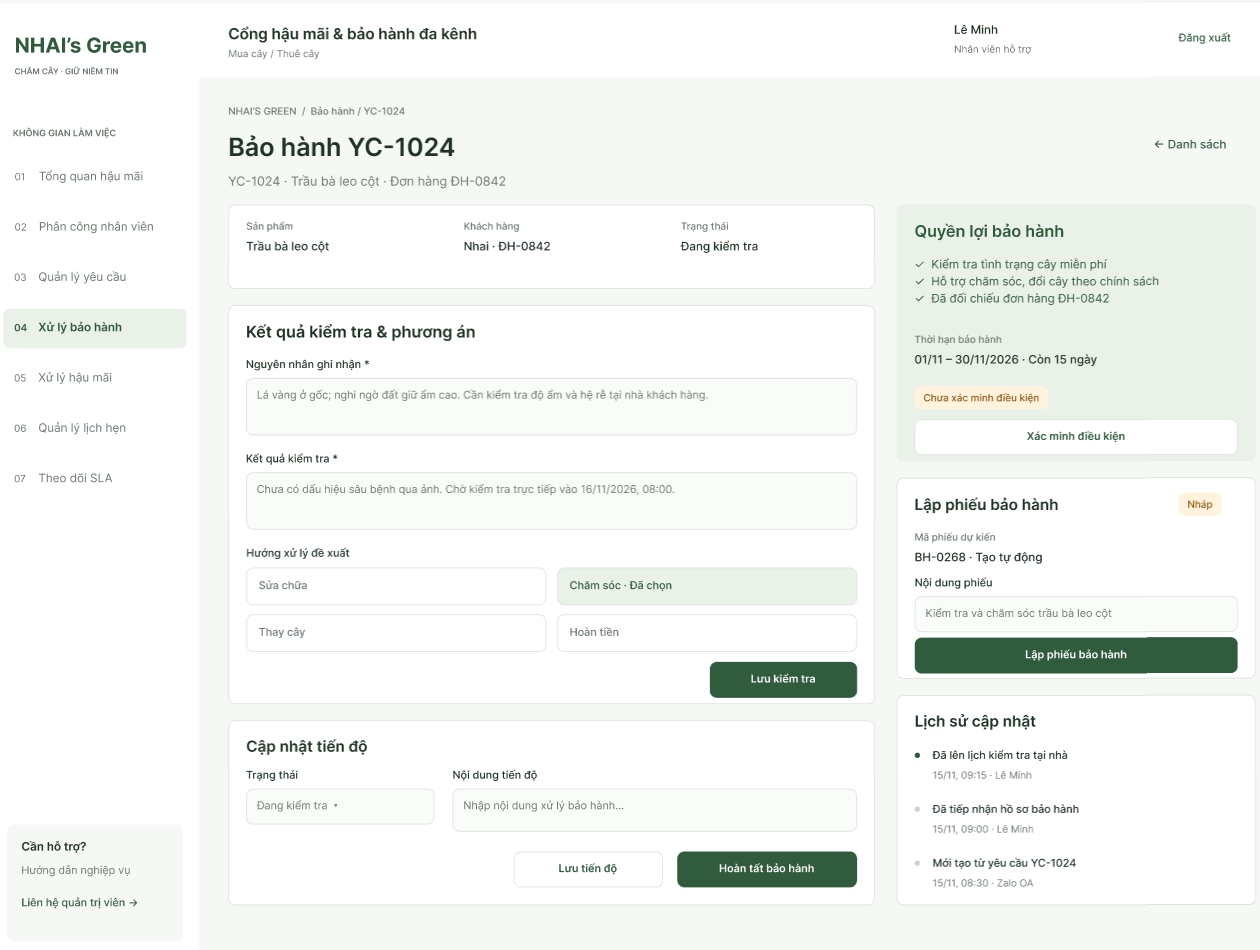 NHAI's Green
CHĂM CÂY · GIỮ NIỀM TIN
KHÔNG GIAN LÀM VIỆC
01 Tổng quan hậu mãi
02 Phân công nhân viên
03 Quản lý yêu cầu
04 Xử lý bảo hành
05 Xử lý hậu mãi
06 Quản lý lịch hẹn
07 Theo dõi SLA
Cần hỗ trợ?
Hướng dẫn nghiệp vụ
Liên hệ quản trị viên →
Cổng hậu mãi & bảo hành đa kênh
Mua cây / Thuê cây
Lê Minh
Nhân viên hỗ trợ
Đăng xuất
NHAI'S GREEN / Bảo hành / YC-1024
Bảo hành YC-1024
← Danh sách
YC-1024 · Trầu bà leo cột · Đơn hàng ĐH-0842
Sản phẩm
Trầu bà leo cột
Khách hàng
Nhai · ĐH-0842
Trạng thái
Đang kiểm tra
Kết quả kiểm tra & phương án
Nguyên nhân ghi nhận *
Lá vàng ở gốc; nghi ngờ đất giữ ẩm cao. Cần kiểm tra độ ẩm và hệ rễ tại nhà khách hàng.
Kết quả kiểm tra *
Chưa có dấu hiệu sâu bệnh qua ảnh. Chờ kiểm tra trực tiếp vào 16/11/2026, 08:00.
Hướng xử lý đề xuất
Sửa chữa
Chăm sóc · Đã chọn
Thay cây
Hoàn tiền
Lưu kiểm tra
Cập nhật tiến độ
Trạng thái
Đang kiểm tra ▾
Nội dung tiến độ
Nhập nội dung xử lý bảo hành...
Lưu tiến độ
Hoàn tất bảo hành
Quyền lợi bảo hành
✓ Kiểm tra tình trạng cây miễn phí
✓ Hỗ trợ chăm sóc, đổi cây theo chính sách
✓ Đã đối chiếu đơn hàng ĐH-0842
Thời hạn bảo hành
01/11 – 30/11/2026 · Còn 15 ngày
Chưa xác minh điều kiện
Xác minh điều kiện
Lập phiếu bảo hành
Nháp
Mã phiếu dự kiến
BH-0268 · Tạo tự động
Nội dung phiếu
Kiểm tra và chăm sóc trầu bà leo cột
Lập phiếu bảo hành
Lịch sử cập nhật
Đã lên lịch kiểm tra tại nhà
15/11, 09:15 · Lê Minh
Đã tiếp nhận hồ sơ bảo hành
15/11, 09:00 · Lê Minh
Mới tạo từ yêu cầu YC-1024
15/11, 08:30 · Zalo OA